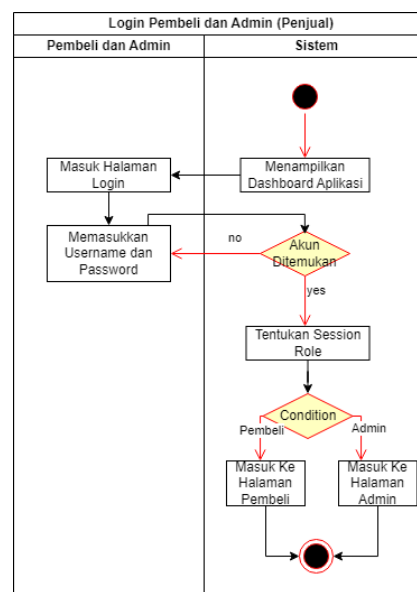 Login Pembeli dan Admin (Penjual)
Pembeli dan Admin
Sistem
Menampilkan
Dashboard Aplikasi
Masuk Halaman
Login
Memasukkan
Username dan
Password
no
Akun
Ditemukan
yes
Tentukan Session
Role
Condition
Pembeli
Admin
Masuk Ke
Halaman
Pembeli
Masuk Ke
Halaman
Admin